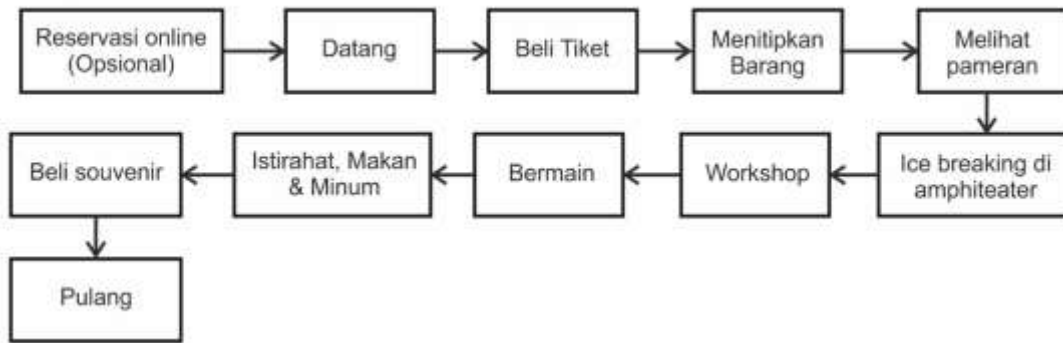 Reservasi online
(Opsional)
Datang
Beli Tiket
Menitipkan
Barang
Melihat
pameran
Ice breaking di
amphiteater
Workshop
Bermain
Istirahat, Makan
& Minum
Beli souvenir
Pulang